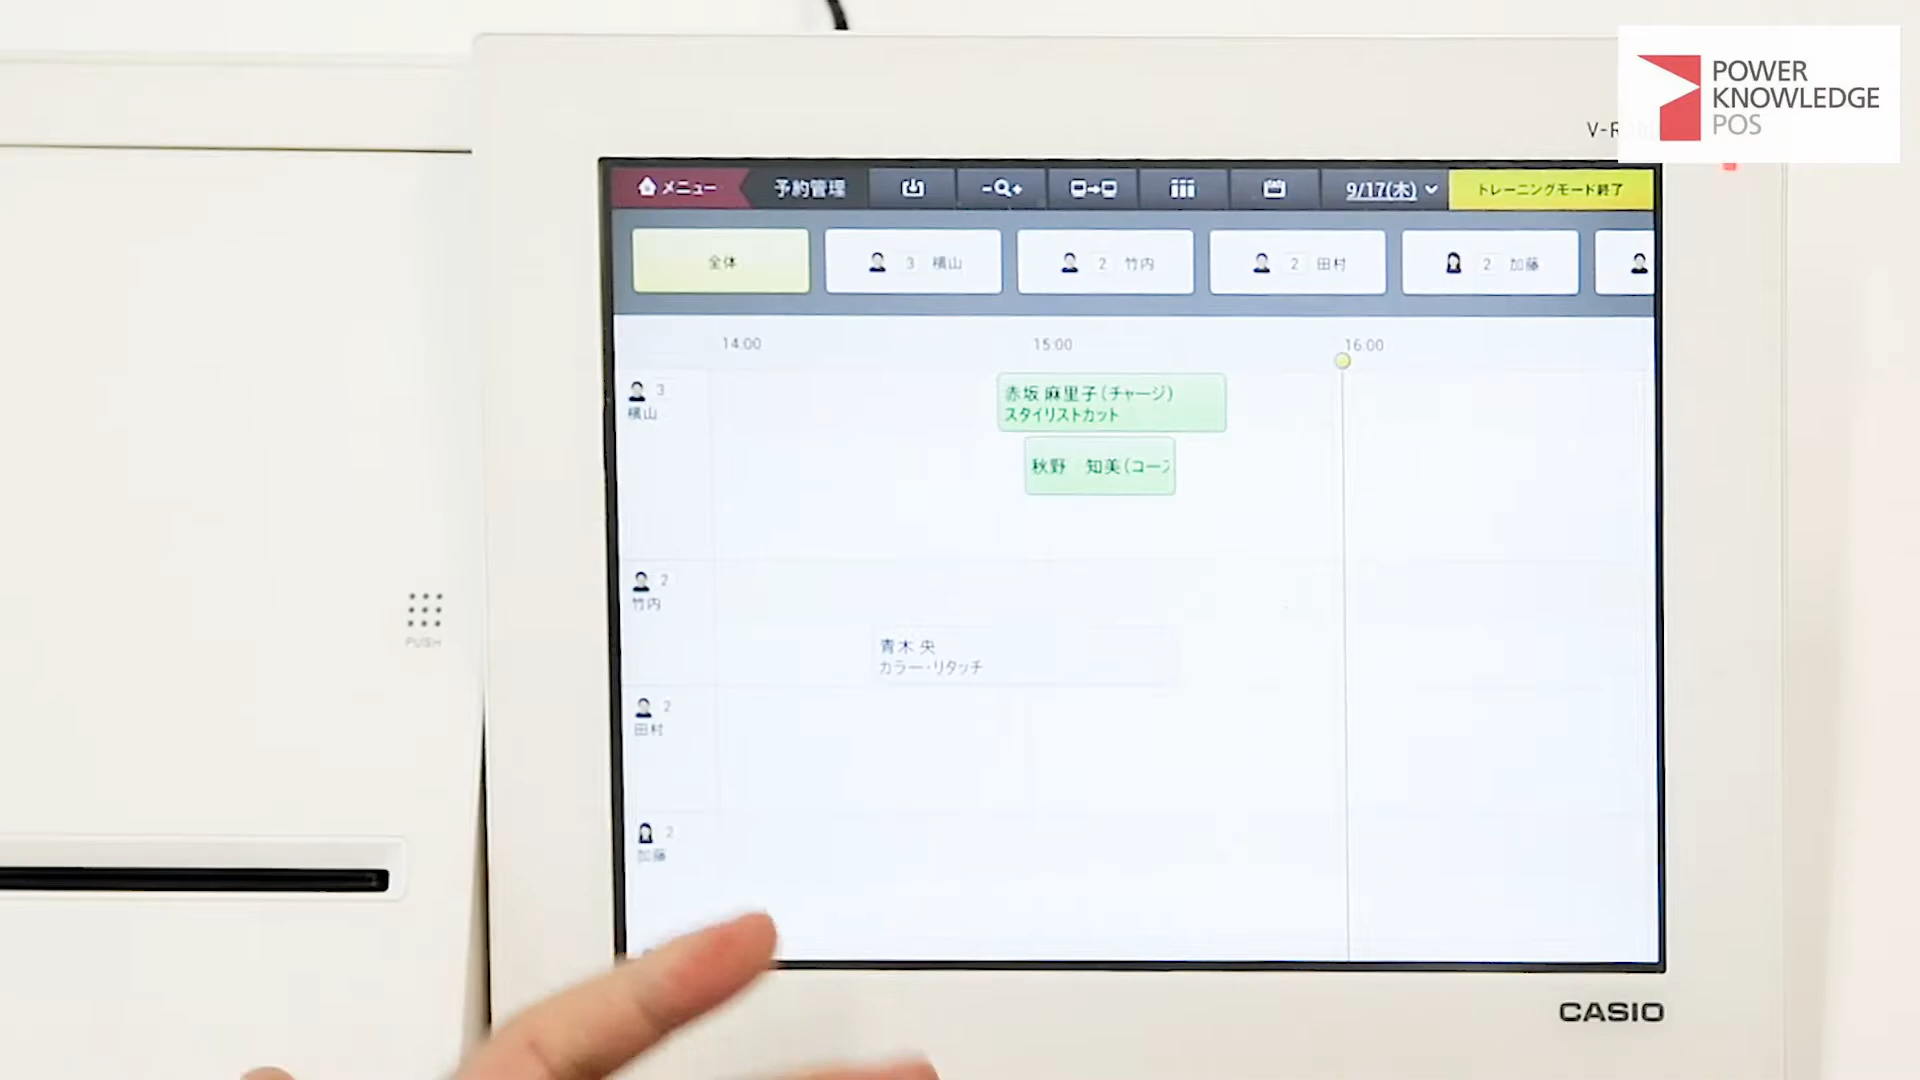 POWER
KNOWLEDGE
POS
V-R
メニュー
予約管理
9/17(木)
トレーニングモード終了
全体
3 横山
2 竹内
2 田村
2 加藤
14:00
15:00
16:00
3
横山
赤坂 麻里子(チャージ)
スタイリストカット
秋野 知美(コース
2
竹内
青木 央
カラー・リタッチ
2
田村
2
加藤
PUSH
CASIO